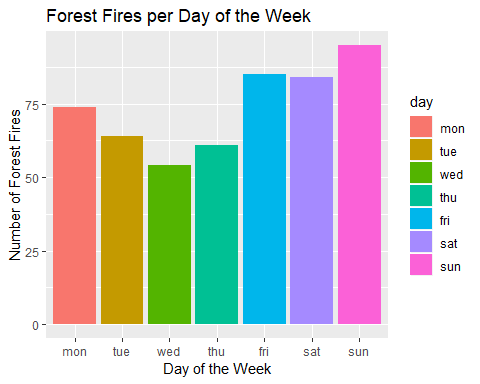 Forest Fires per Day of the Week
Number of Forest Fires
75
50
25
0
mon tue wed thu fri sat sun
Day of the Week
day
mon
tue
wed
thu
fri
sat
sun